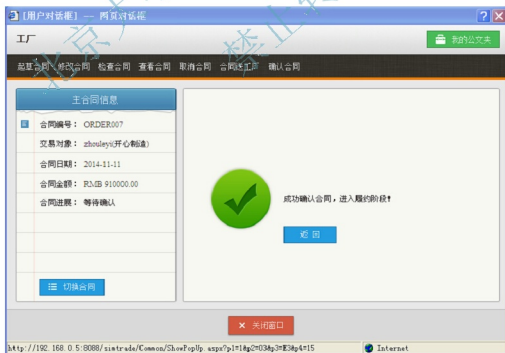 [用户对话框] -- 网页对话框
工厂
我的公文夹
起草合同 修改合同 检查合同 查看合同 取消合同 合同送工厂 确认合同
主合同信息
合同编号： ORDER007
交易对象： zhouleyi(开心制造)
合同日期： 2014-11-11
合同金额： RMB 910000.00
合同进展： 等待确认
成功确认合同，进入履约阶段!
返 回
切换合同
× 关闭窗口
http://192.168.0.5:8088/simtrade/Common/ShowPopUp.aspx?p1=1&p2=03&p3=E3&p4=15
Internet